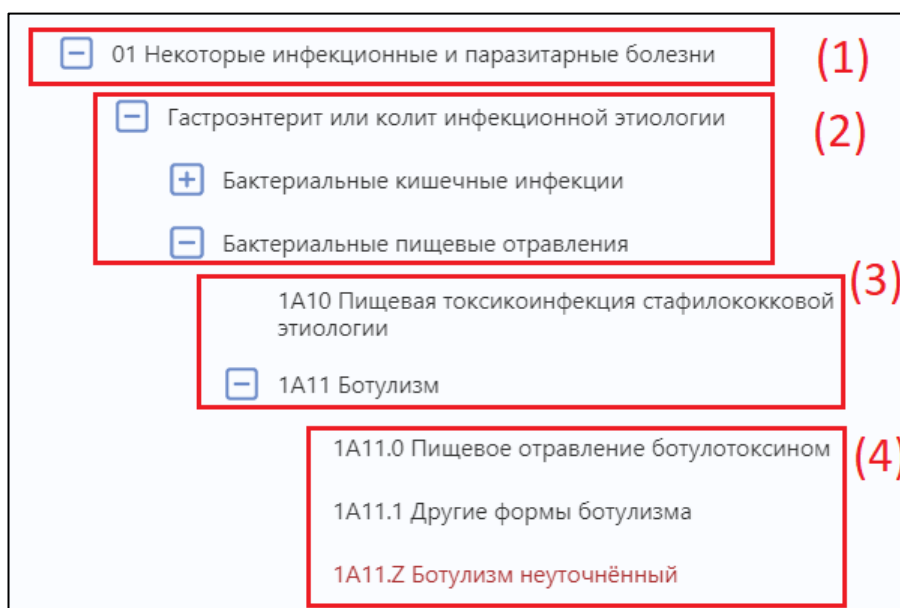 01 Некоторые инфекционные и паразитарные болезни (1)
Гастроэнтерит или колит инфекционной этиологии (2)
Бактериальные кишечные инфекции
Бактериальные пищевые отравления
(3)
1A10 Пищевая токсикоинфекция стафилококковой
этиологии
1A11 Ботулизм
1A11.0 Пищевое отравление ботулотоксином (4)
1A11.1 Другие формы ботулизма
1A11.Z Ботулизм неуточнённый